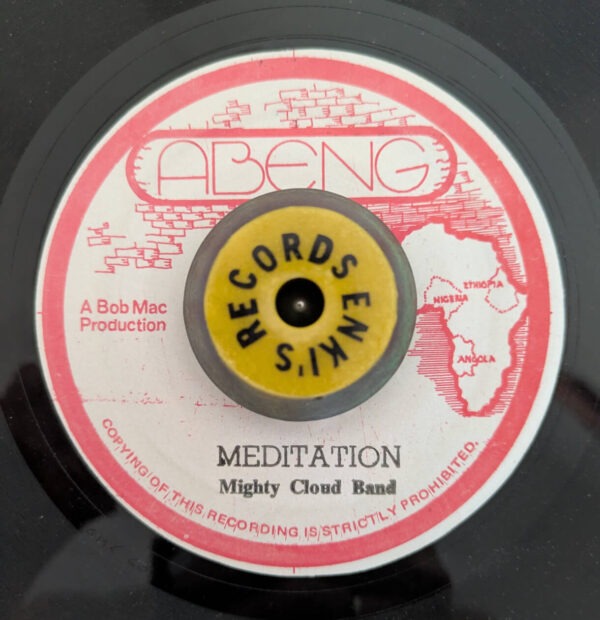 ABENG
ENKI'S RECORDS
ETHIOPIA
NIGERIA
ANGOLA
A Bob Mac
Production
MEDITATION
Mighty Cloud Band
COPYING OF THIS RECORDING IS STRICTLY PROHIBITED.